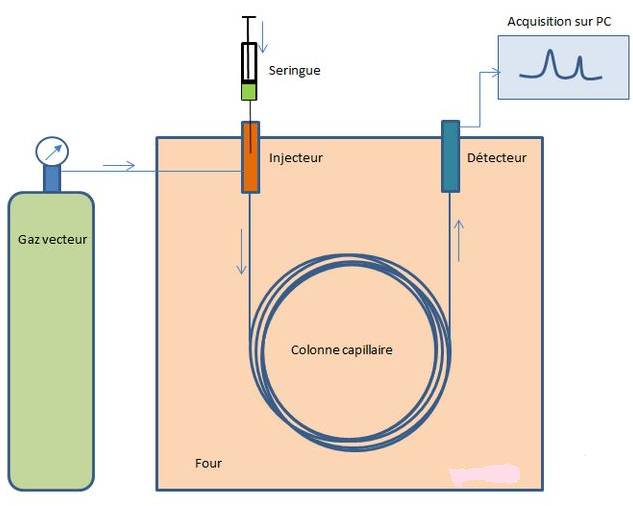 Acquisition sur PC
Seringue
Injecteur
Détecteur
Gaz vecteur
Colonne capillaire
Four